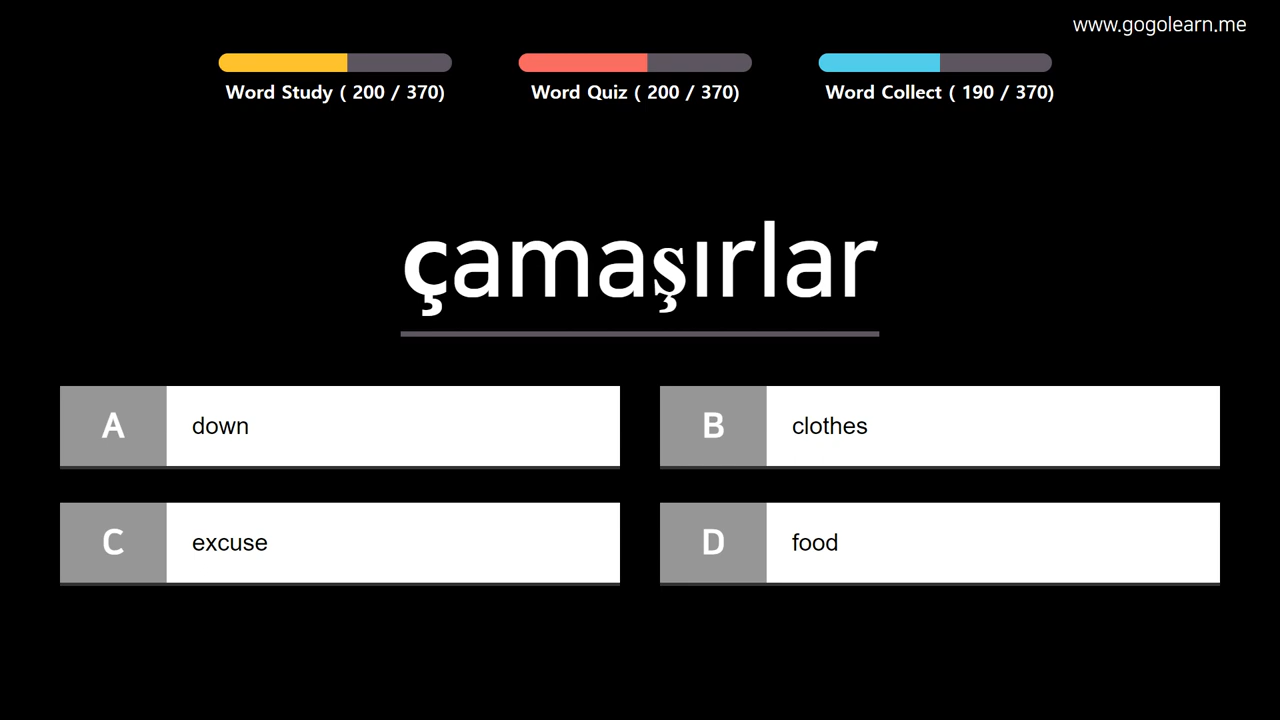 www.gogolearn.me
Word Study ( 200 / 370)
Word Quiz ( 200 / 370)
Word Collect ( 190 / 370)
çamaşırlar
A down
B clothes
C excuse
D food